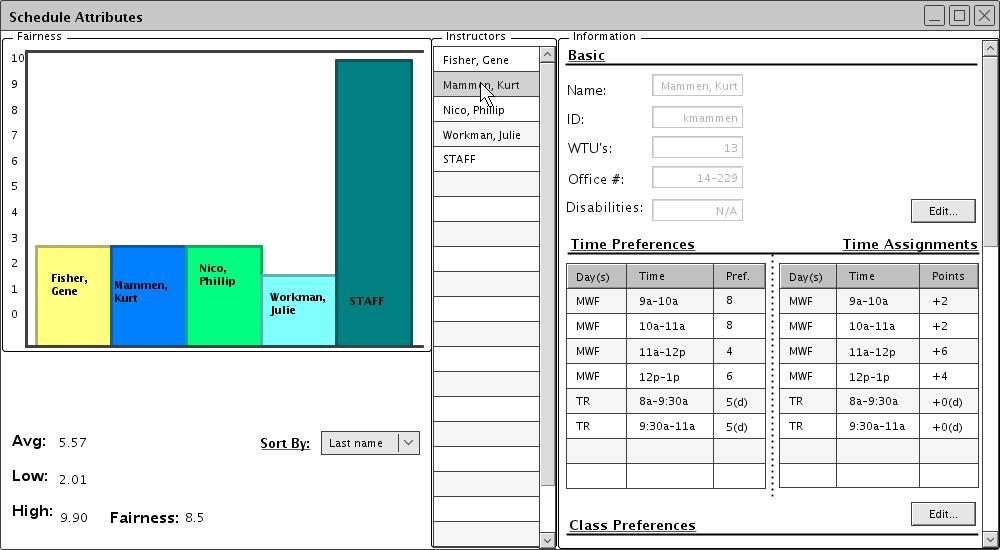 Schedule Attributes
Fairness
10
9
8
7
6
5
4
3
2
1
0
Fisher,
Gene
Mammen,
Kurt
Nico,
Phillip
Workman,
Julie
STAFF
Avg: 5.57
Sort By: Last name
Low: 2.01
High: 9.90 Fairness: 8.5
Instructors
Fisher, Gene
Mammen, Kurt
Nico, Phillip
Workman, Julie
STAFF
Information
Basic
Name: Mammen, Kurt
ID: kmammen
WTU's: 13
Office #: 14-229
Disabilities: N/A
Edit...
Time Preferences
Day(s) Time Pref.
MWF 9a-10a 8
MWF 10a-11a 8
MWF 11a-12p 4
MWF 12p-1p 6
TR 8a-9:30a 5(d)
TR 9:30a-11a 5(d)
Time Assignments
Day(s) Time Points
MWF 9a-10a +2
MWF 10a-11a +2
MWF 11a-12p +6
MWF 12p-1p +4
TR 8a-9:30a +0(d)
TR 9:30a-11a +0(d)
Edit...
Class Preferences